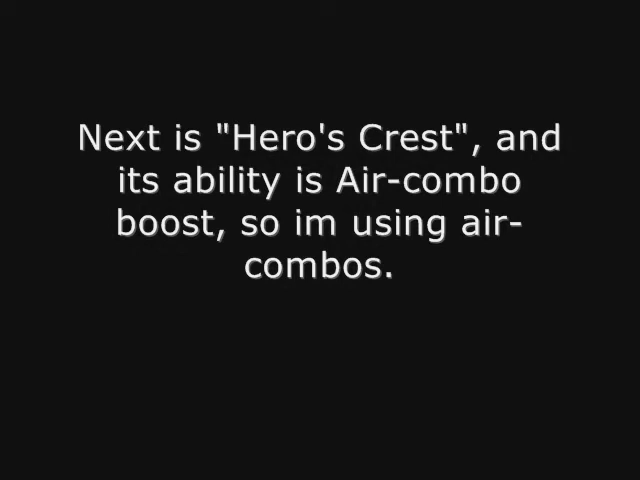 Next is "Hero's Crest", and
its ability is Air-combo
boost, so im using air-
combos.